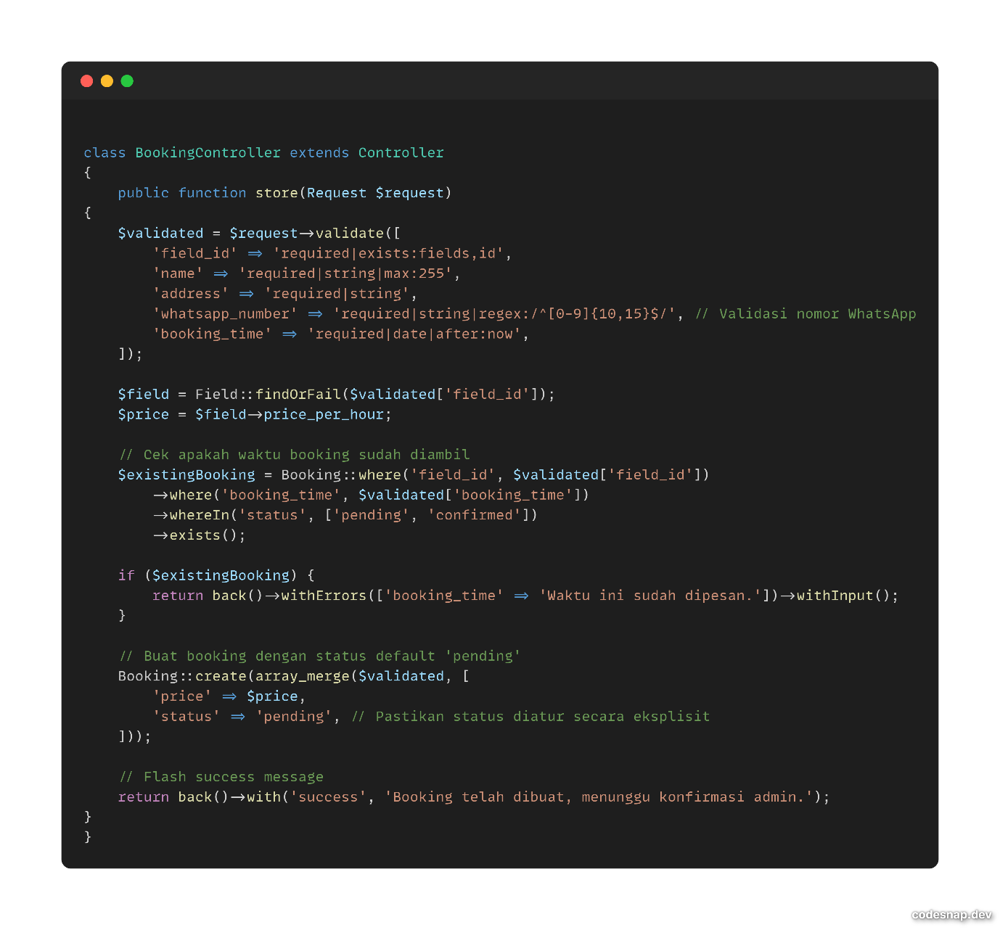 class BookingController extends Controller
{
    public function store(Request $request)
{
    $validated = $request->validate([
        'field_id' => 'required|exists:fields,id',
        'name' => 'required|string|max:255',
        'address' => 'required|string',
        'whatsapp_number' => 'required|string|regex:/^[0-9]{10,15}$/', // Validasi nomor WhatsApp
        'booking_time' => 'required|date|after:now',
    ]);

    $field = Field::findOrFail($validated['field_id']);
    $price = $field->price_per_hour;

    // Cek apakah waktu booking sudah diambil
    $existingBooking = Booking::where('field_id', $validated['field_id'])
        ->where('booking_time', $validated['booking_time'])
        ->whereIn('status', ['pending', 'confirmed'])
        ->exists();

    if ($existingBooking) {
        return back()->withErrors(['booking_time' => 'Waktu ini sudah dipesan.'])->withInput();
    }

    // Buat booking dengan status default 'pending'
    Booking::create(array_merge($validated, [
        'price' => $price,
        'status' => 'pending', // Pastikan status diatur secara eksplisit
    ]));

    // Flash success message
    return back()->with('success', 'Booking telah dibuat, menunggu konfirmasi admin.');
}
}
codesnap.dev